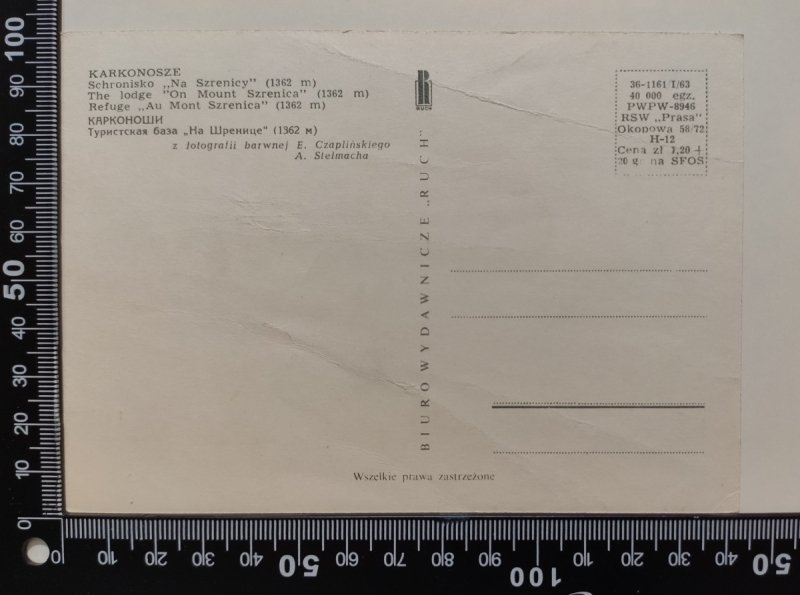 KARKONOSZE
Schronisko „Na Szrenicy" (1362 m)
The lodge "On Mount Szrenica" (1362 m)
Refuge „Au Mont Szrenica" (1362 m)
КАРКОНОШИ
Туристская база „На Шренице" (1362 м)
z fotografii barwnej E. Czaplińskiego
A. Stelmacha
RUCH
BIURO WYDAWNICZE „RUCH"
36-1161/I/63
40 000 egz.
PWPW-8946
RSW „Prasa"
Okopowa 58/72
H-12
Cena zł 1,20 +
20 gr na SFOS
Wszelkie prawa zastrzeżone
100
90
80
70
60
50
40
30
20
10
0
0
10
20
30
40
50
60
70
80
90
100
10
20
30
40
50